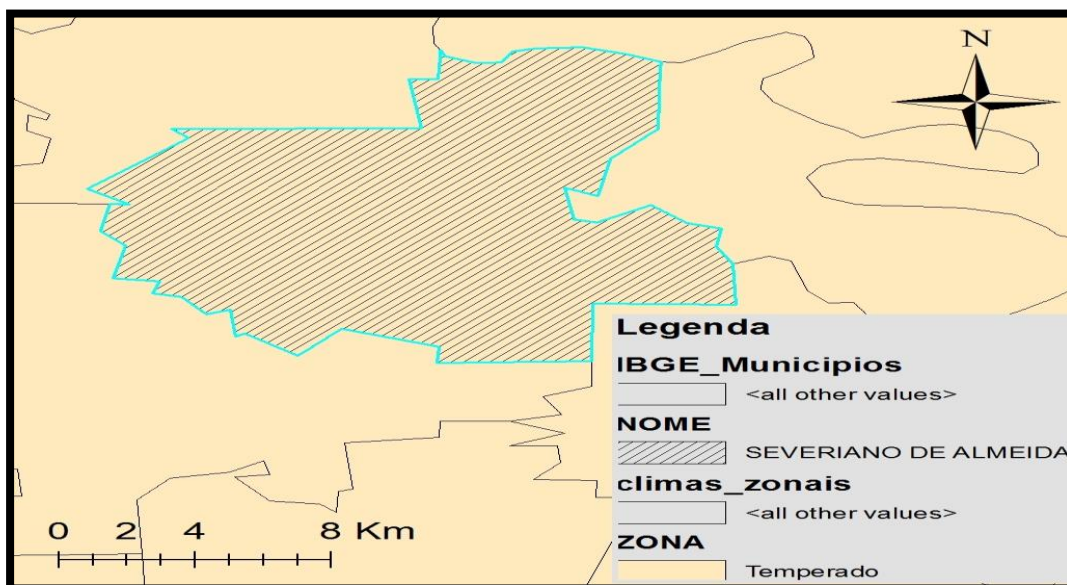 N
Legenda
IBGE_Municipios
<all other values>
NOME
SEVERIANO DE ALMEIDA
climas_zonais
<all other values>
ZONA
Temperado
0 2 4 8 Km